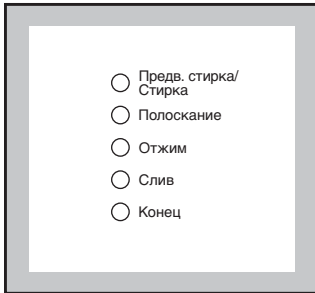 Предв. стирка/
Стирка
Полоскание
Отжим
Слив
Конец